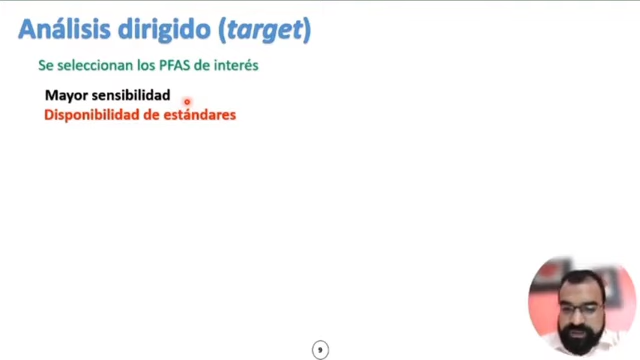 Análisis dirigido (target)
Se seleccionan los PFAS de interés
Mayor sensibilidad
Disponibilidad de estándares
9